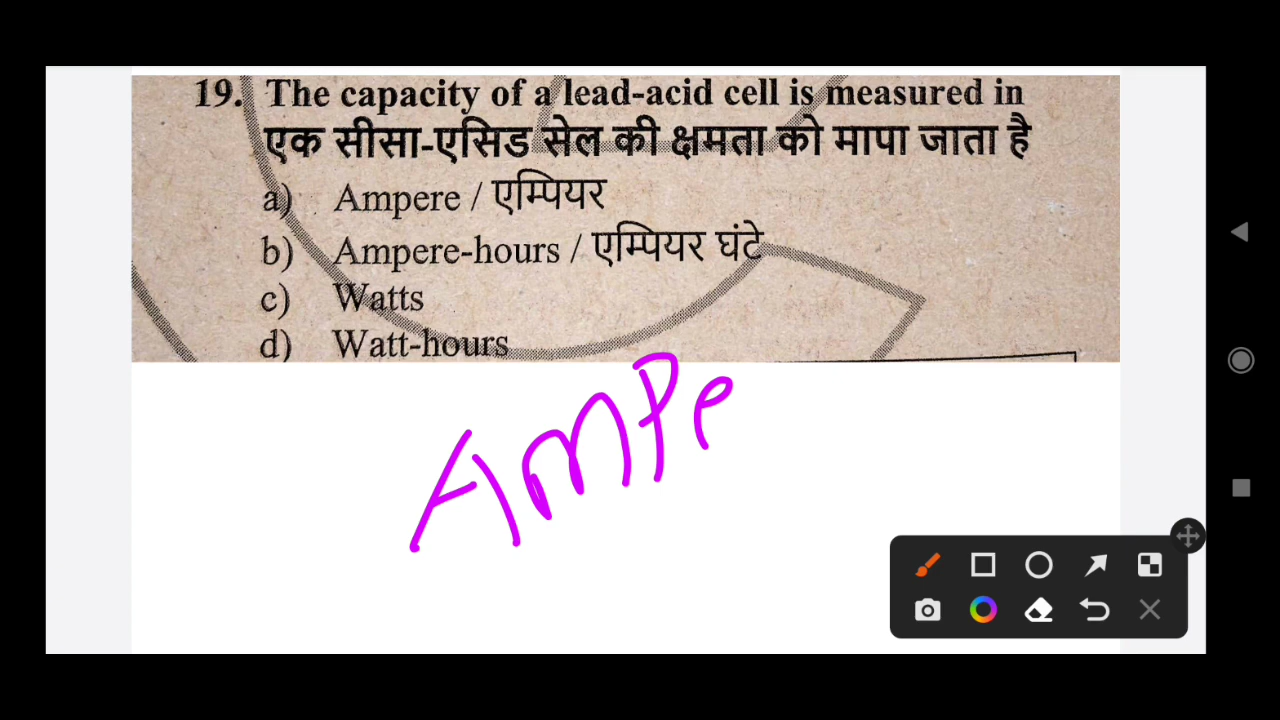 19. The capacity of a lead-acid cell is measured in
एक सीसा-एसिड सेल की क्षमता को मापा जाता है
a) Ampere / एम्पियर
b) Ampere-hours / एम्पियर घंटे
c) Watts
d) Watt-hours
AMPe